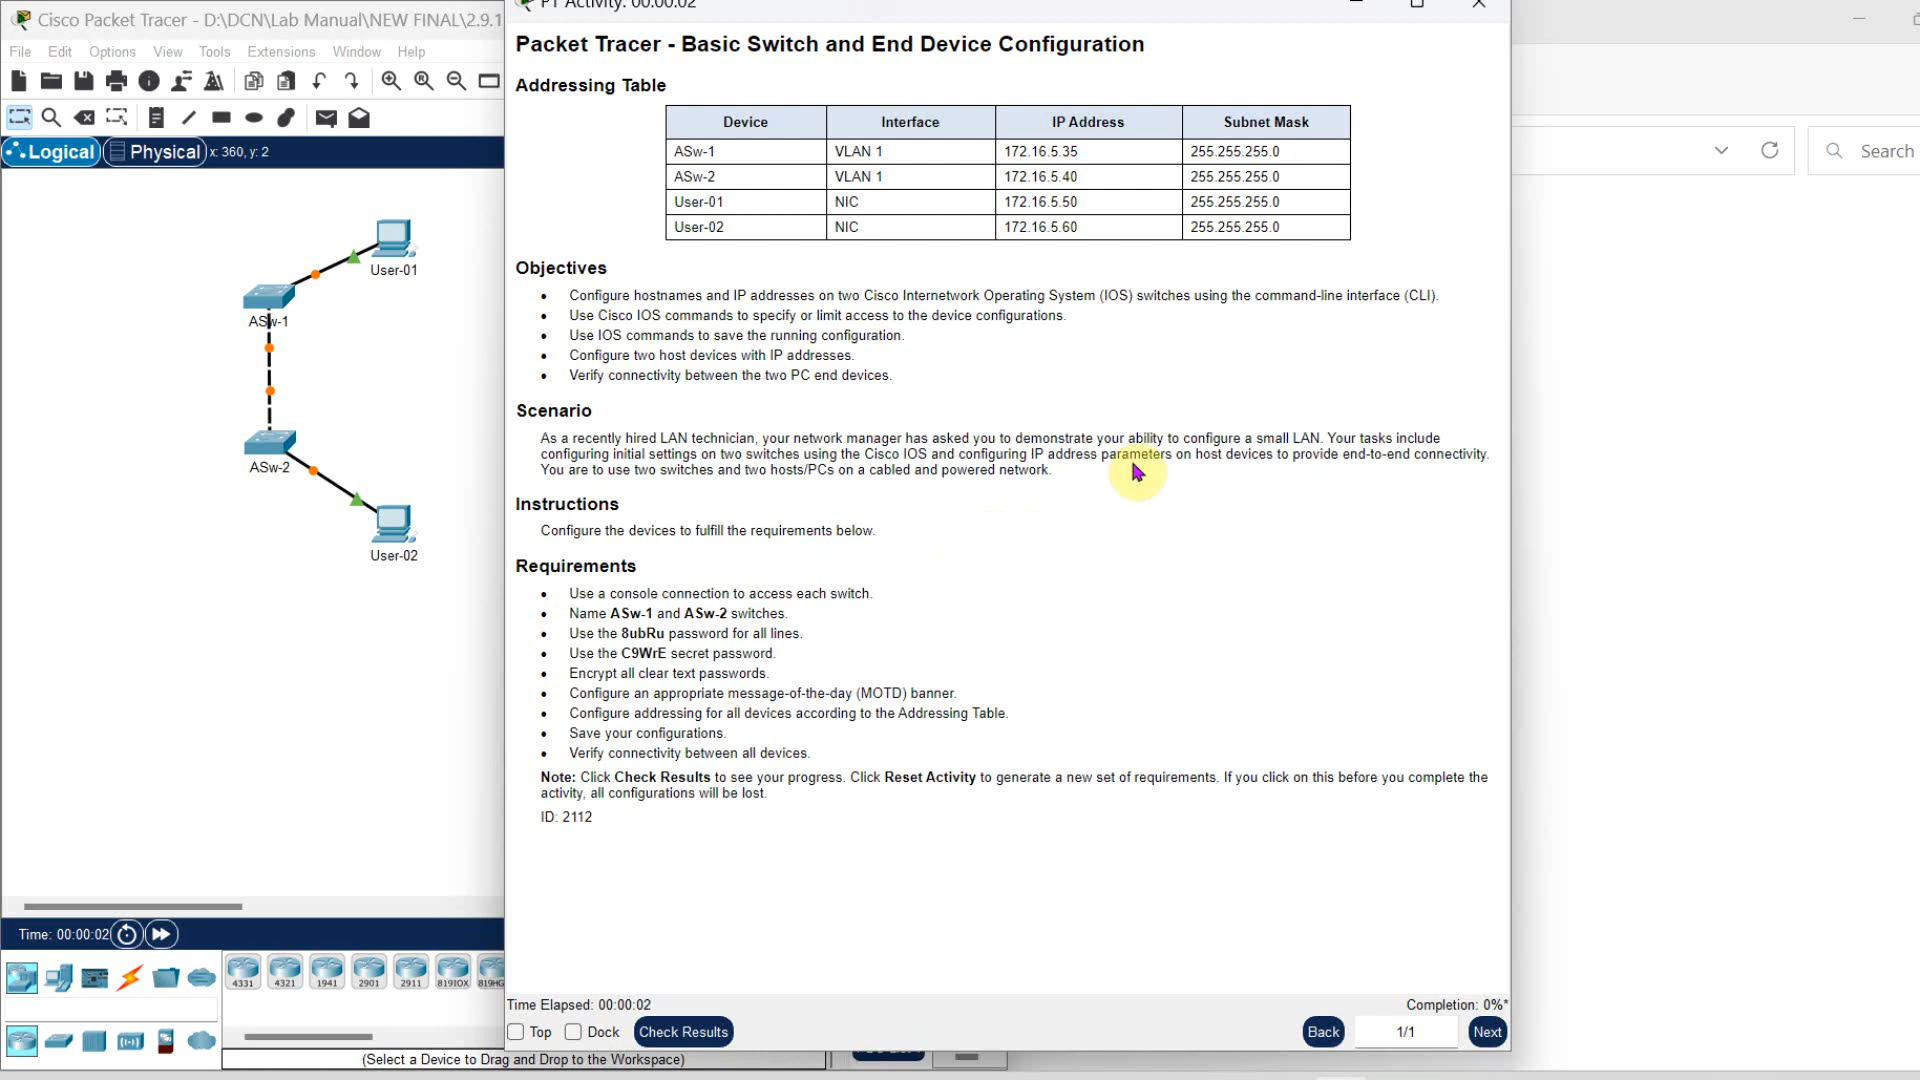 Cisco Packet Tracer - D:\DCN\Lab Manual\NEW FINAL\2.9.1
File Edit Options View Tools Extensions Window Help
Logical Physical x: 360, y: 2
User-01
ASw-1
ASw-2
User-02
Time: 00:00:02
4331 4321 1941 2901 2911 819IOX 819HG
(Select a Device to Drag and Drop to the Workspace)
PT Activity: 00:00:02
Packet Tracer - Basic Switch and End Device Configuration
Addressing Table
Device Interface IP Address Subnet Mask
ASw-1 VLAN 1 172.16.5.35 255.255.255.0
ASw-2 VLAN 1 172.16.5.40 255.255.255.0
User-01 NIC 172.16.5.50 255.255.255.0
User-02 NIC 172.16.5.60 255.255.255.0
Objectives
• Configure hostnames and IP addresses on two Cisco Internetwork Operating System (IOS) switches using the command-line interface (CLI).
• Use Cisco IOS commands to specify or limit access to the device configurations.
• Use IOS commands to save the running configuration.
• Configure two host devices with IP addresses.
• Verify connectivity between the two PC end devices.
Scenario
As a recently hired LAN technician, your network manager has asked you to demonstrate your ability to configure a small LAN. Your tasks include
configuring initial settings on two switches using the Cisco IOS and configuring IP address parameters on host devices to provide end-to-end connectivity.
You are to use two switches and two hosts/PCs on a cabled and powered network.
Instructions
Configure the devices to fulfill the requirements below.
Requirements
• Use a console connection to access each switch.
• Name ASw-1 and ASw-2 switches.
• Use the 8ubRu password for all lines.
• Use the C9WrE secret password.
• Encrypt all clear text passwords.
• Configure an appropriate message-of-the-day (MOTD) banner.
• Configure addressing for all devices according to the Addressing Table.
• Save your configurations.
• Verify connectivity between all devices.
Note: Click Check Results to see your progress. Click Reset Activity to generate a new set of requirements. If you click on this before you complete the
activity, all configurations will be lost.
ID: 2112
Time Elapsed: 00:00:02 Completion: 0%*
Top Dock Check Results Back 1/1 Next
Search